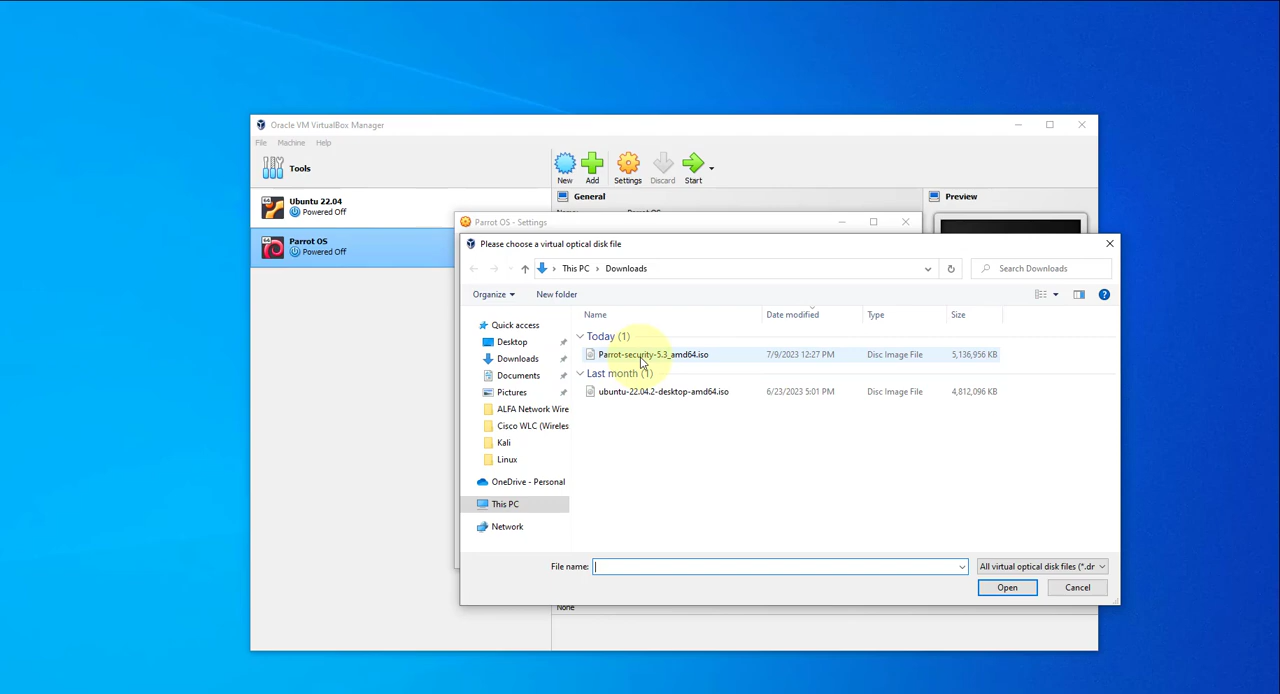 Oracle VM VirtualBox Manager
File Machine Help
Tools
New Add Settings Discard Start
Ubuntu 22.04
Powered Off
Parrot OS
Powered Off
General
Preview
Parrot OS - Settings
Please choose a virtual optical disk file
This PC > Downloads
Search Downloads
Organize New folder
Name Date modified Type Size
Quick access
Desktop
Downloads
Documents
Pictures
ALFA Network Wire
Cisco WLC (Wireles
Kali
Linux
OneDrive - Personal
This PC
Network
Today (1)
Parrot-security-5.3_amd64.iso 7/9/2023 12:27 PM Disc Image File 5,136,956 KB
Last month (1)
ubuntu-22.04.2-desktop-amd64.iso 6/23/2023 5:01 PM Disc Image File 4,812,096 KB
File name: All virtual optical disk files (*.dr
Open Cancel
None